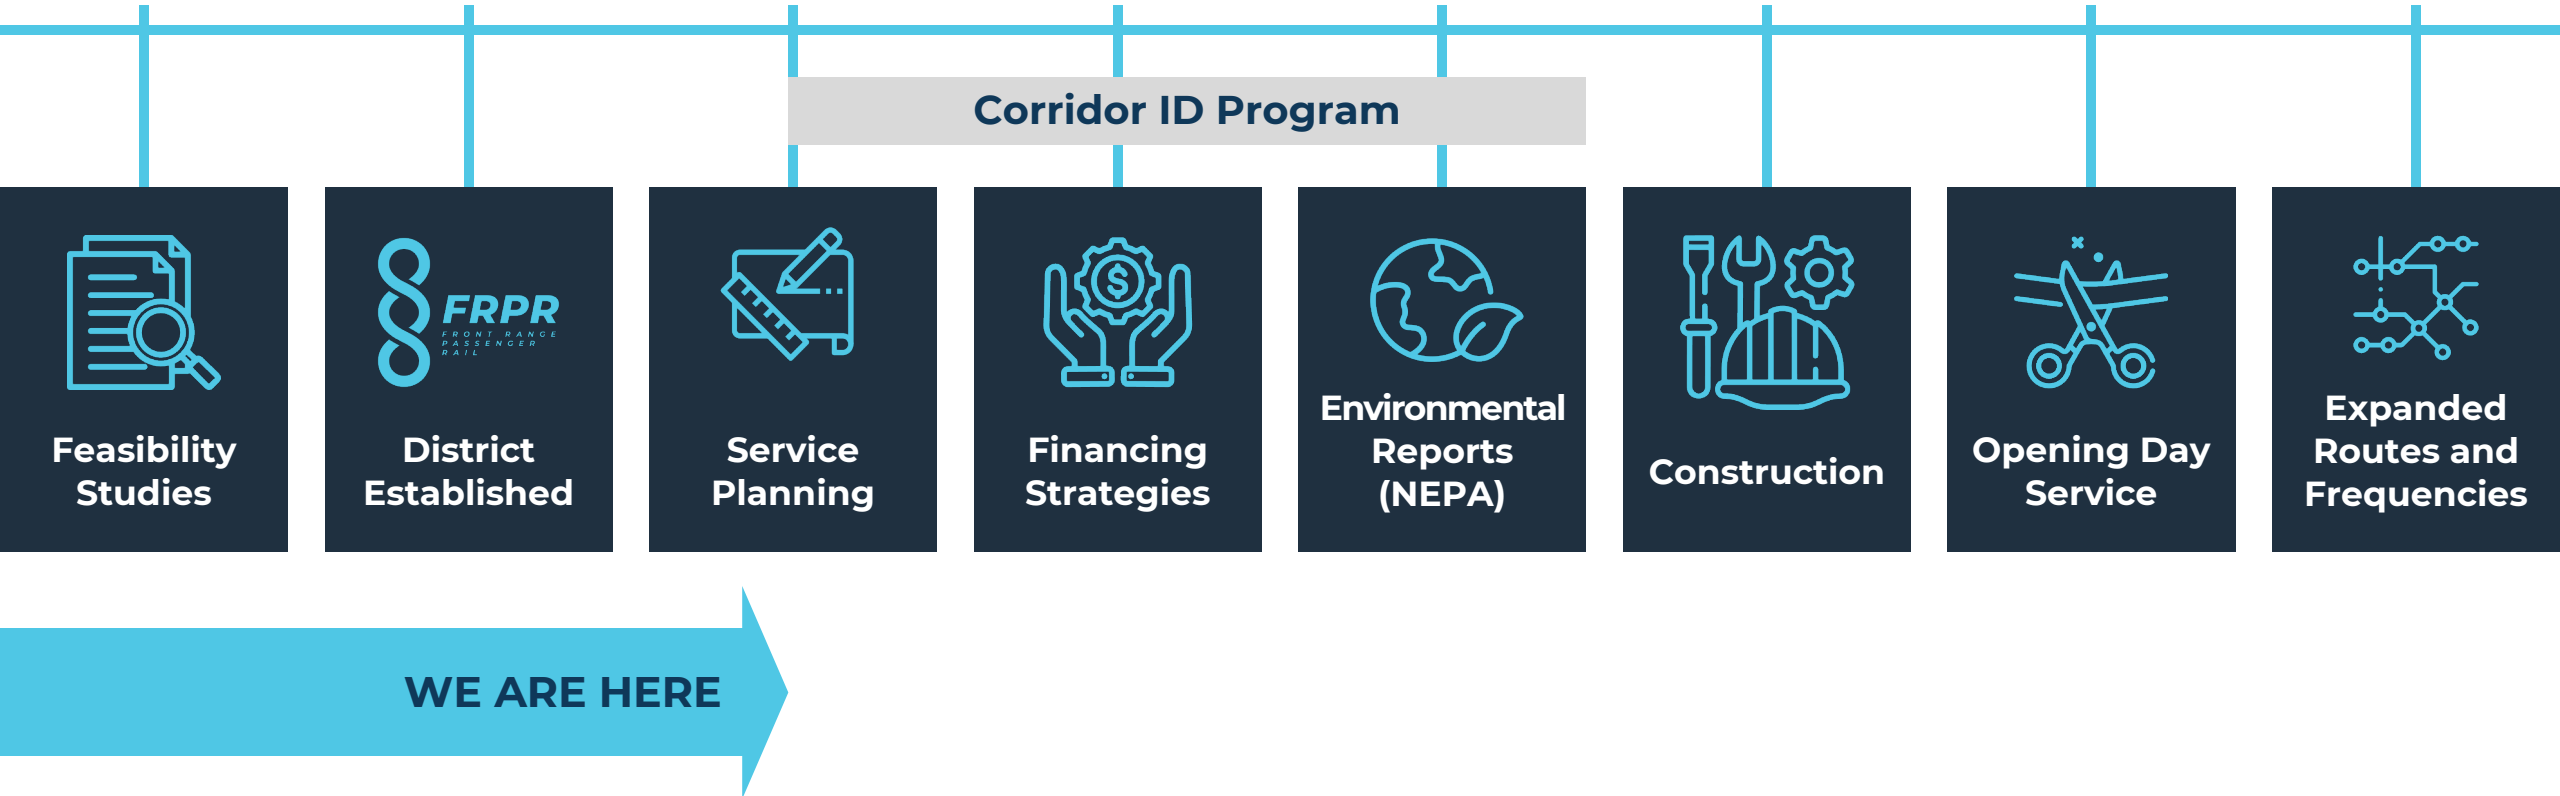 Corridor ID Program
Feasibility
Studies
FRPR
FRONT RANGE
PASSENGER
RAIL
District
Established
Service
Planning
$
Financing
Strategies
Environmental
Reports
(NEPA)
Construction
Opening Day
Service
Expanded
Routes and
Frequencies
WE ARE HERE